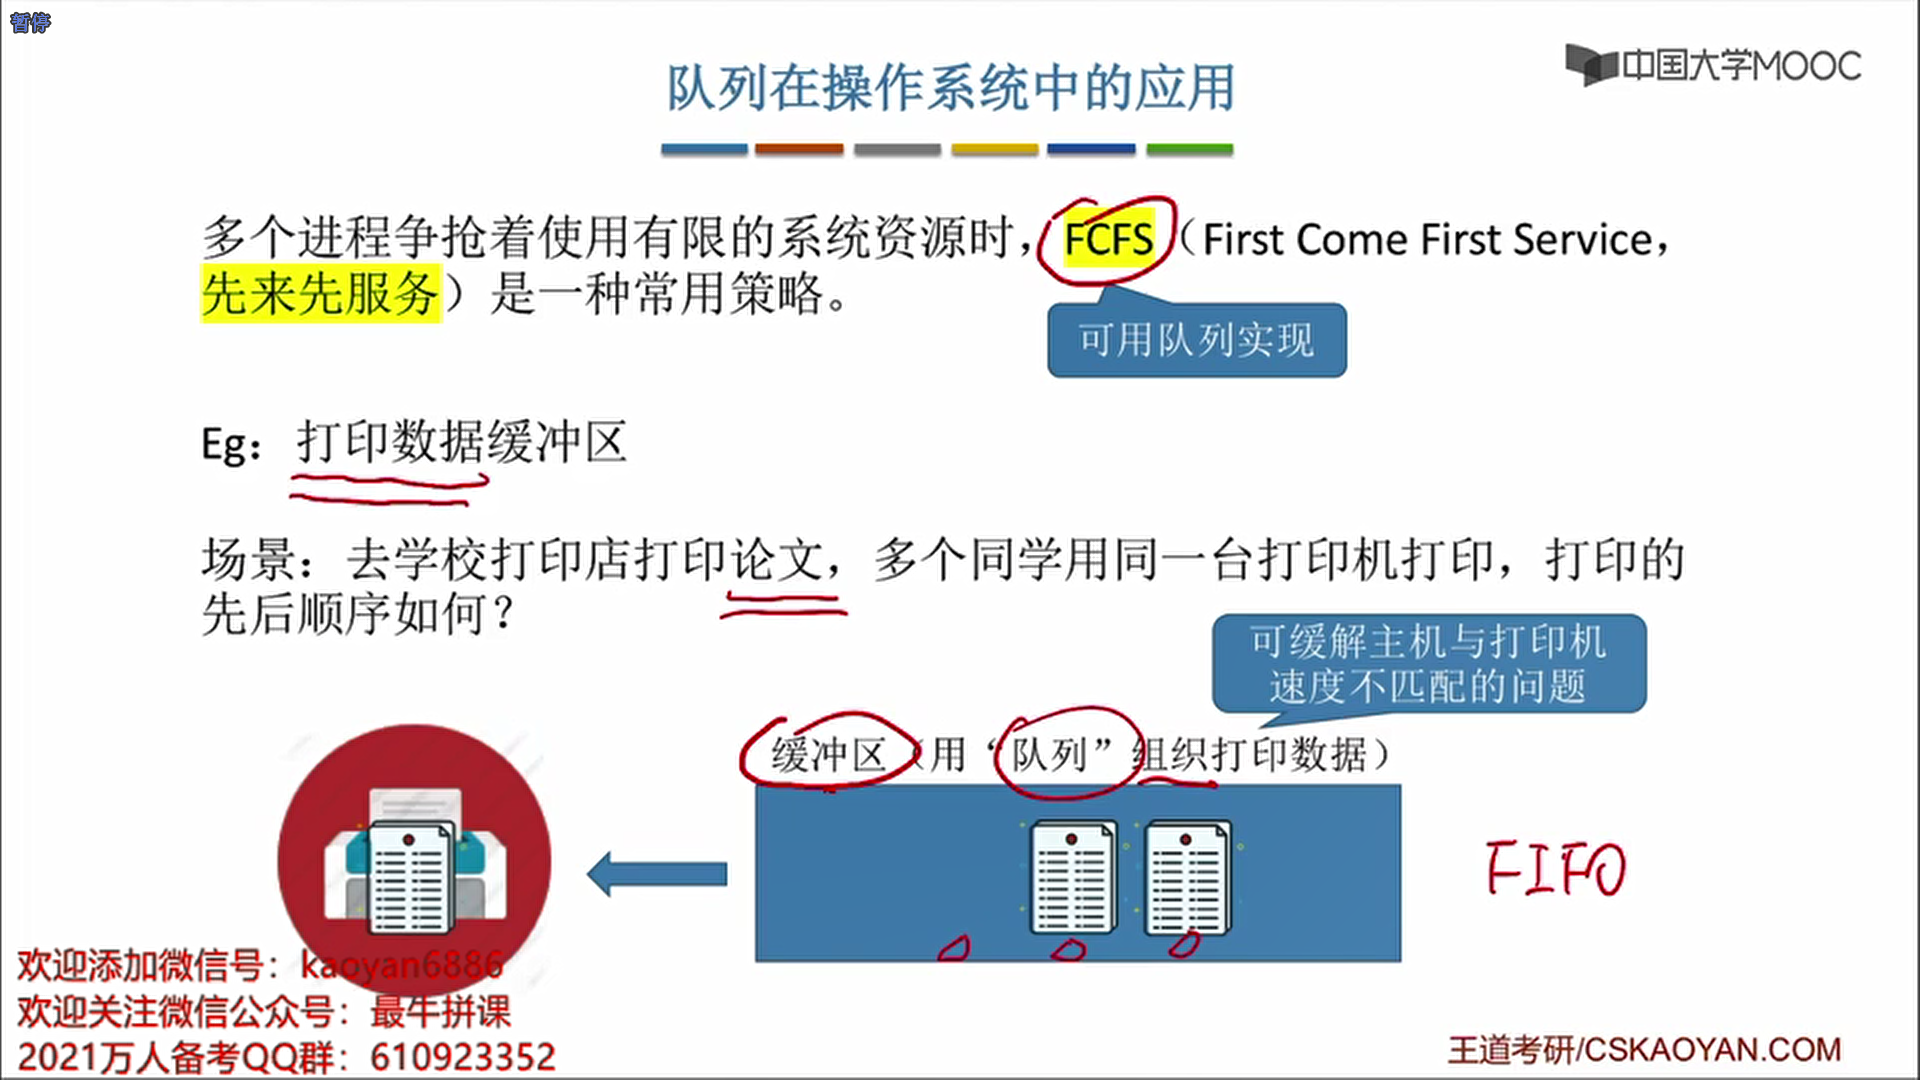 暂停
中国大学MOOC
队列在操作系统中的应用
多个进程争抢着使用有限的系统资源时，FCFS（First Come First Service，
先来先服务）是一种常用策略。
可用队列实现
Eg：打印数据缓冲区
场景：去学校打印店打印论文，多个同学用同一台打印机打印，打印的
先后顺序如何？
可缓解主机与打印机
速度不匹配的问题
缓冲区（用“队列”组织打印数据）
FIFO
欢迎添加微信号：kaoyan6886
欢迎关注微信公众号：最牛拼课
2021万人备考QQ群：610923352
王道考研/CSKAOYAN.COM